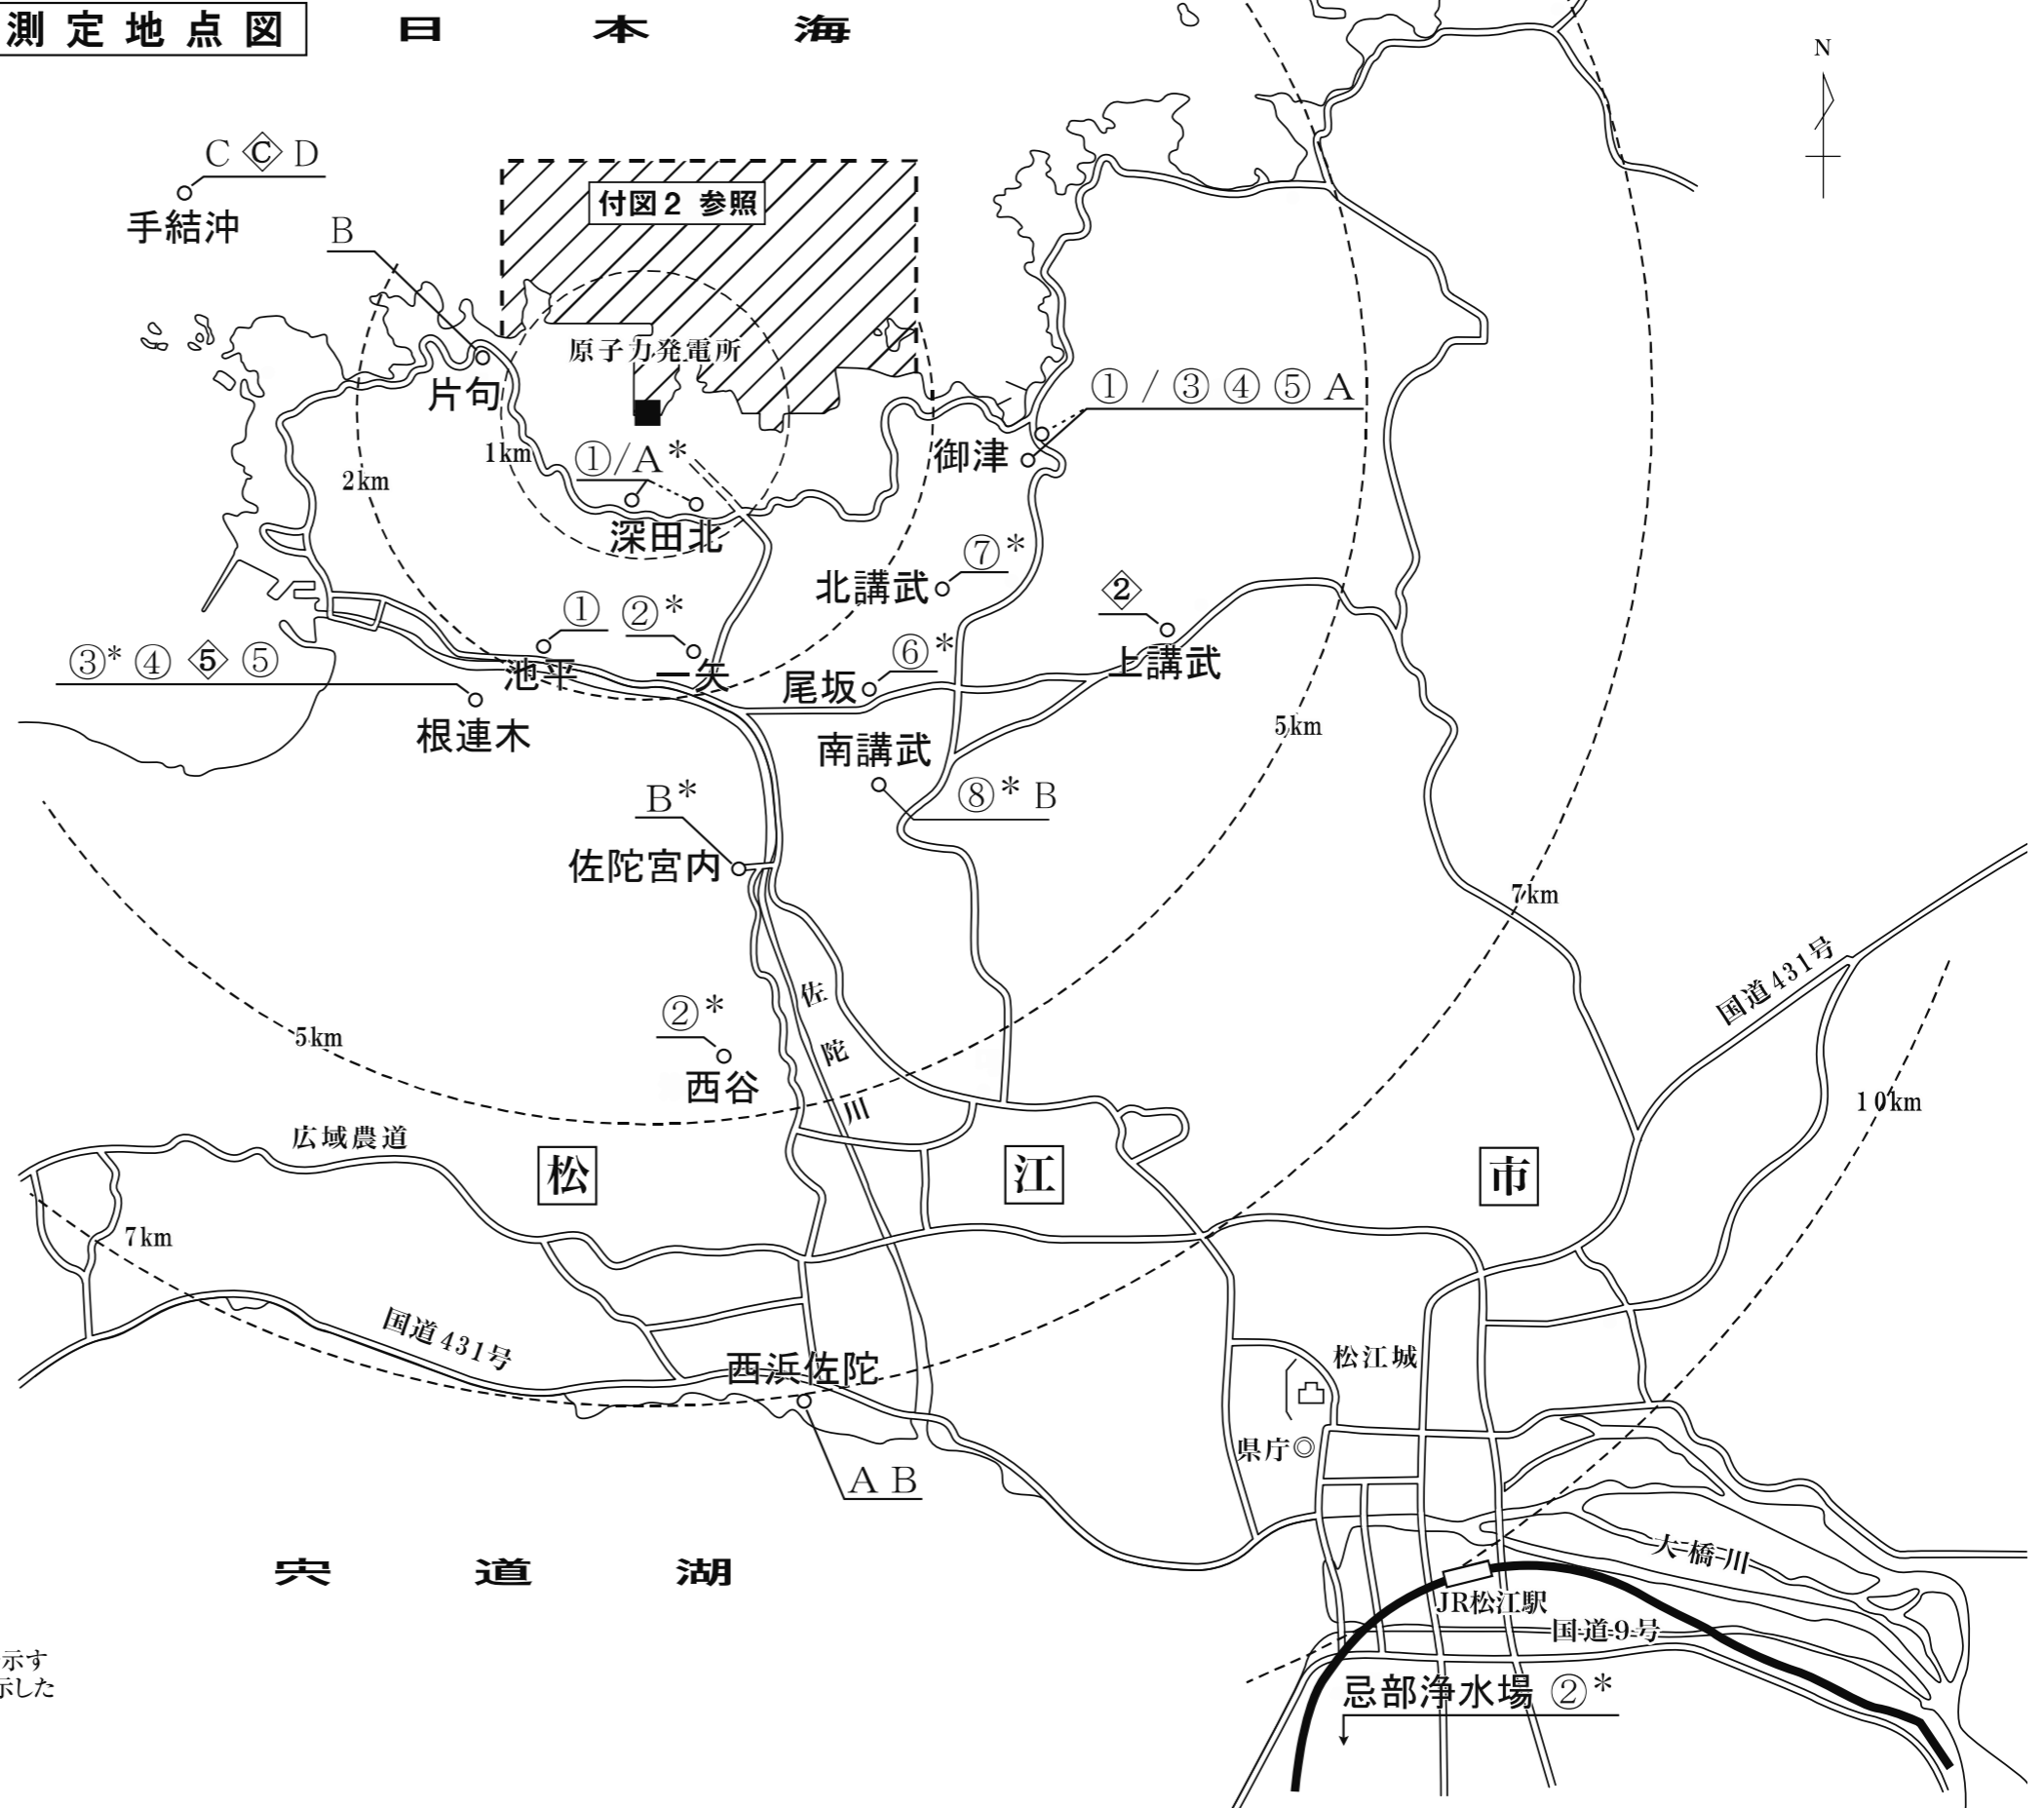 測定地点図
日本海
N
C Ⓒ D
手結沖
付図2 参照
B
原子力発電所
片句
① / ③ ④ ⑤ A
御津
1km
①/A*
2km
深田北
⑦*
北講武
②
①
②*
⑥*
③* ④ ⑤ ⑤
池平
一矢
尾坂
上講武
根連木
5km
南講武
B*
⑧* B
佐陀宮内
7km
国道431号
佐陀川
②*
5km
西谷
10km
広域農道
松
江
市
7km
国道431号
西浜佐陀
松江城
県庁
A B
宍道湖
大橋川
JR松江駅
国道9号
示す
示した
忌部浄水場 ②*